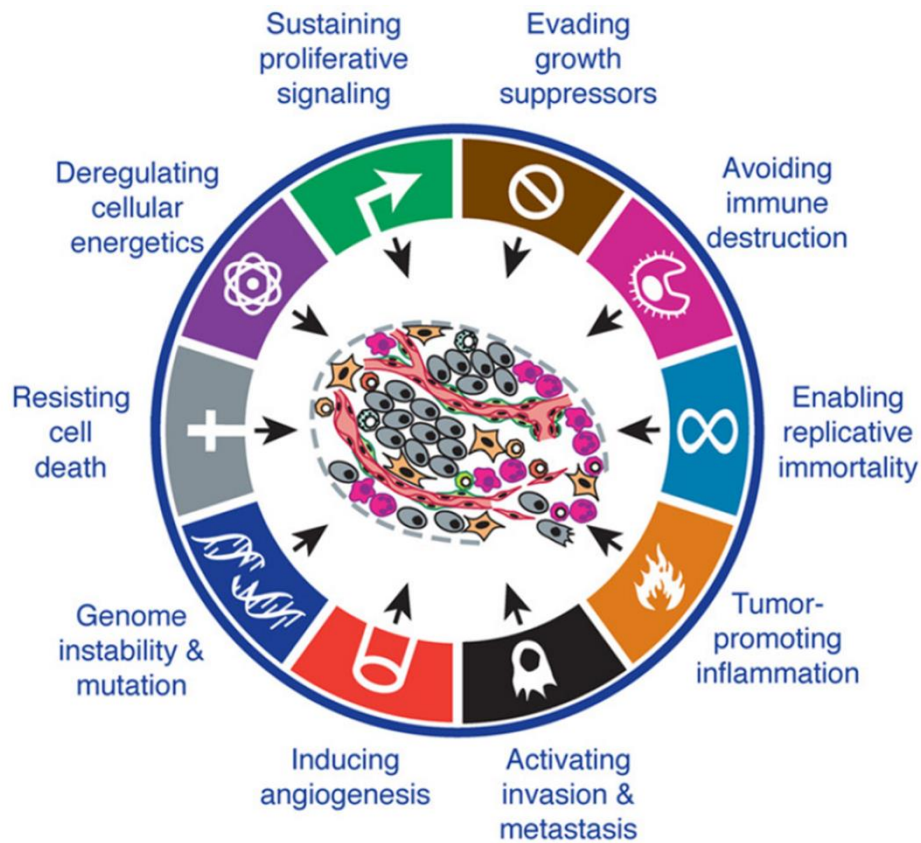 Sustaining
proliferative
signaling
Evading
growth
suppressors
Deregulating
cellular
energetics
Avoiding
immune
destruction
Resisting
cell
death
Enabling
replicative
immortality
Genome
instability &
mutation
Tumor-
promoting
inflammation
Inducing
angiogenesis
Activating
invasion &
metastasis